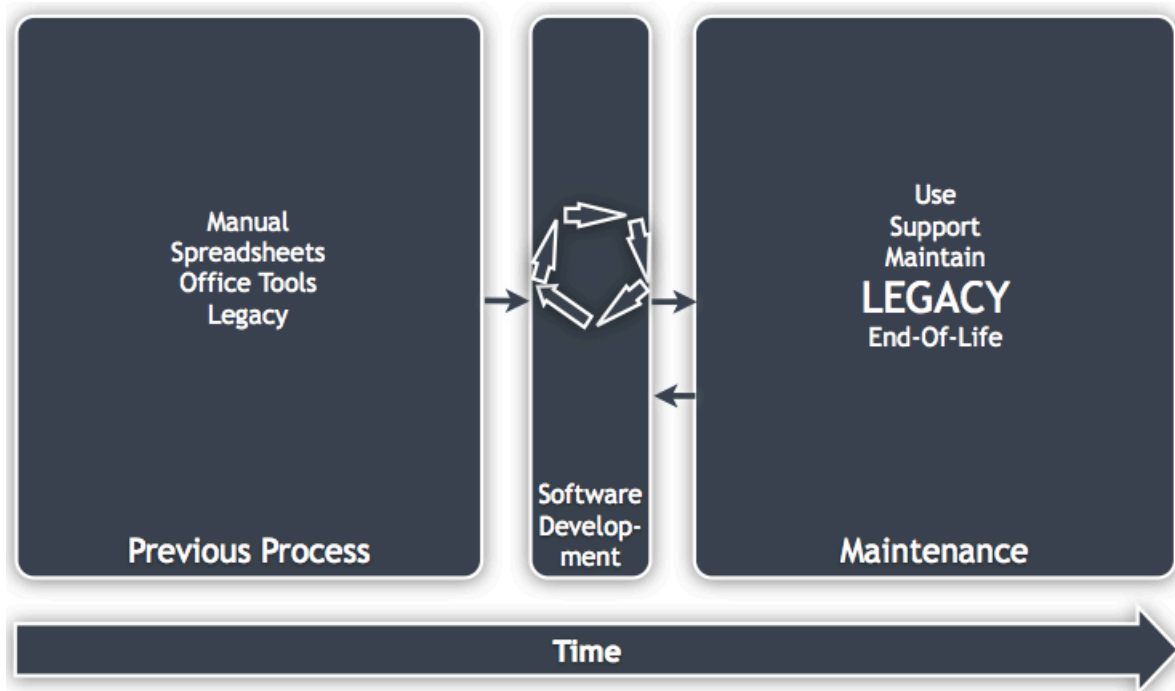 Manual
Spreadsheets
Office Tools
Legacy
Previous Process
Software
Develop-
ment
Use
Support
Maintain
LEGACY
End-Of-Life
Maintenance
Time